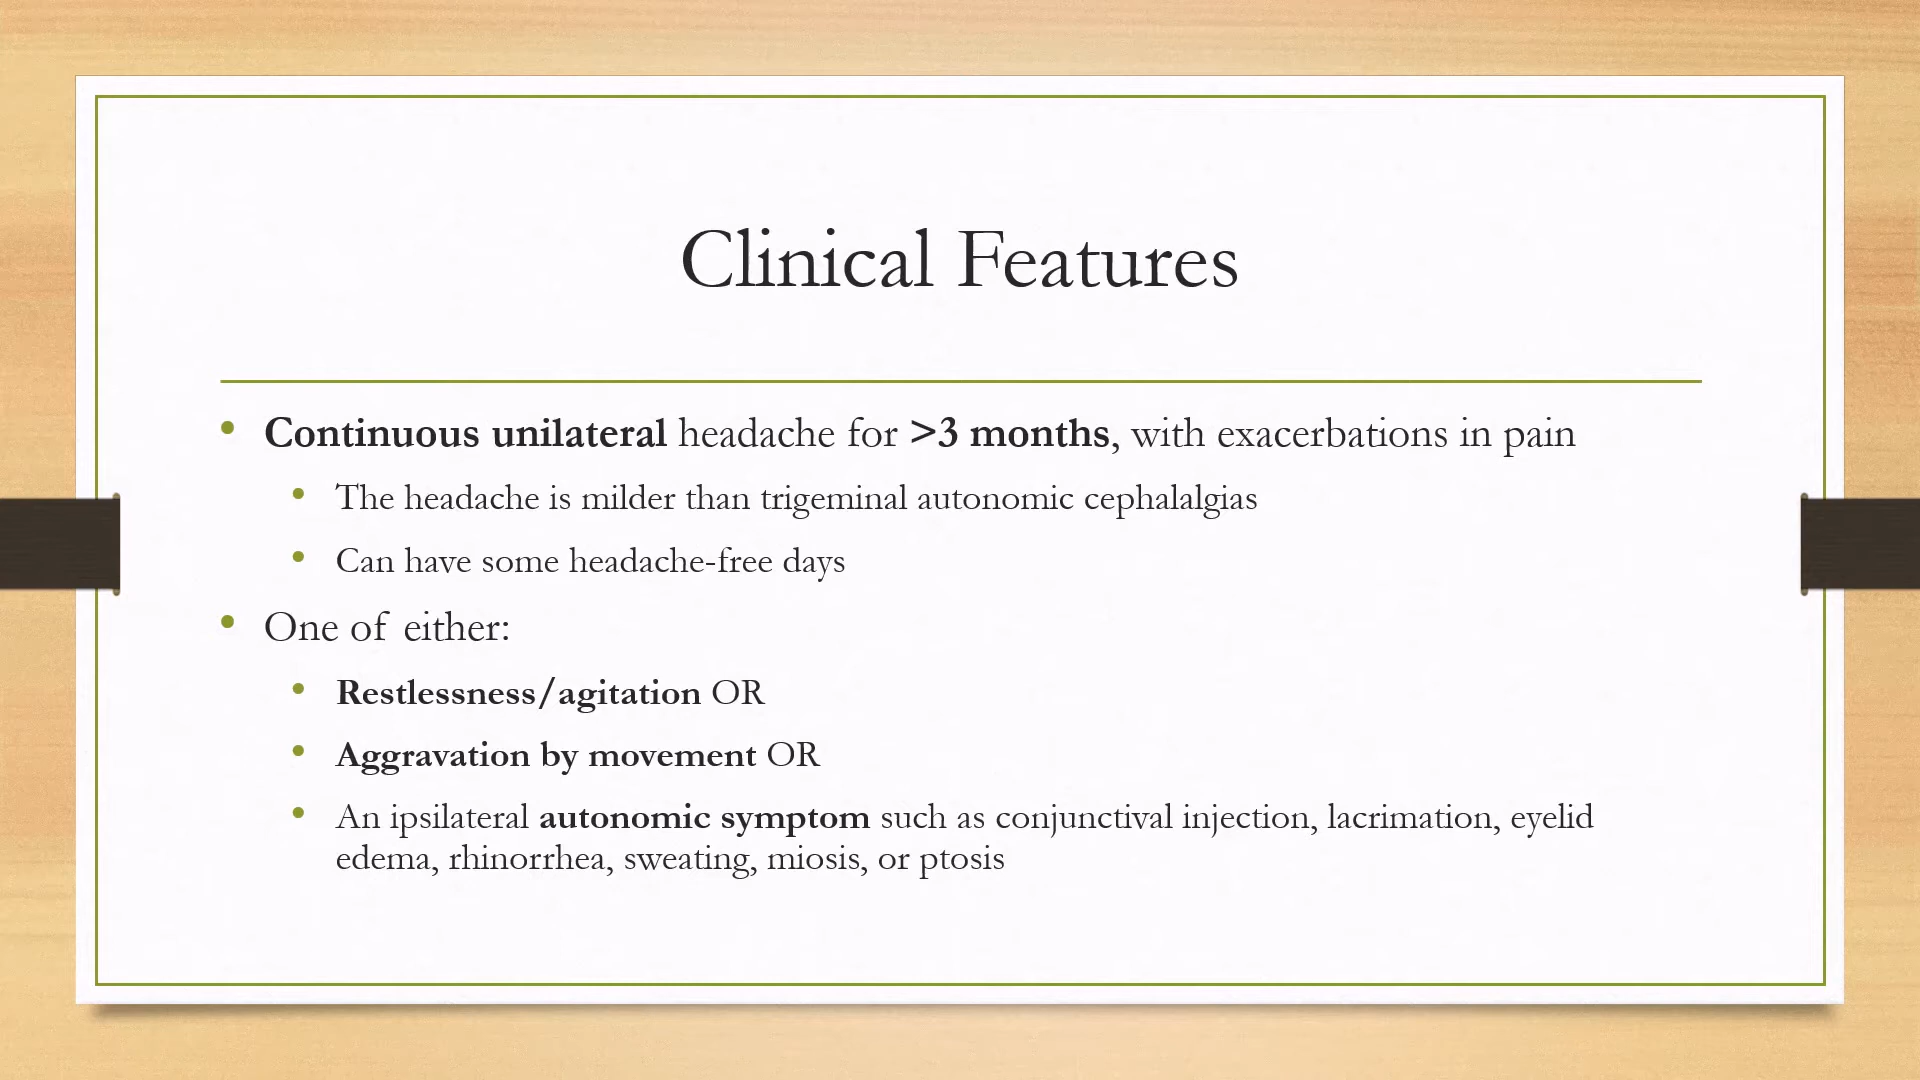 Clinical Features
• Continuous unilateral headache for >3 months, with exacerbations in pain
• The headache is milder than trigeminal autonomic cephalalgias
• Can have some headache-free days
• One of either:
• Restlessness/agitation OR
• Aggravation by movement OR
• An ipsilateral autonomic symptom such as conjunctival injection, lacrimation, eyelid
edema, rhinorrhea, sweating, miosis, or ptosis